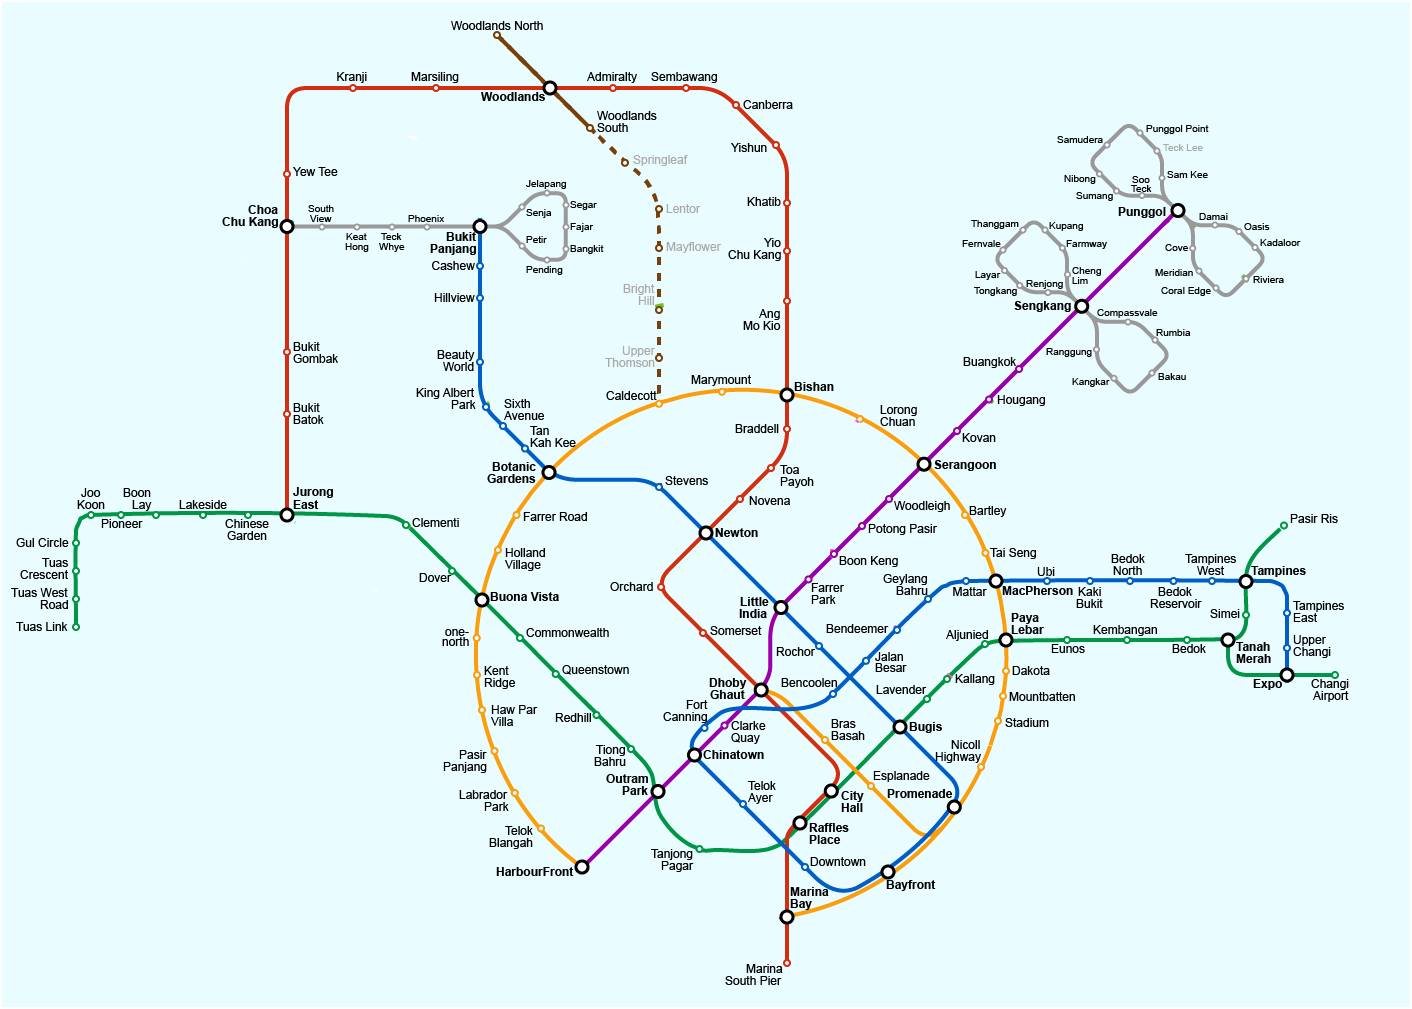 Woodlands North
Kranji
Marsiling
Admiralty
Sembawang
Woodlands
Canberra
Woodlands
South
Yishun
Springleaf
Yew Tee
Khatib
Lentor
Choa
Chu Kang
South
View
Keat
Hong
Teck
Whye
Phoenix
Bukit
Panjang
Jelapang
Senja
Segar
Fajar
Petir
Bangkit
Pending
Cashew
Hillview
Mayflower
Yio
Chu Kang
Bright
Hill
Ang
Mo Kio
Upper
Thomson
Beauty
World
King Albert
Park
Sixth
Avenue
Tan
Kah Kee
Bukit
Gombak
Bukit
Batok
Caldecott
Marymount
Bishan
Lorong
Chuan
Braddell
Toa
Payoh
Novena
Botanic
Gardens
Stevens
Newton
Samudera
Punggol Point
Teck Lee
Sam Kee
Nibong
Sumang
Soo
Teck
Punggol
Damai
Oasis
Kadaloor
Cove
Meridian
Coral Edge
Riviera
Thanggam
Kupang
Fernvale
Farmway
Layar
Cheng
Lim
Tongkang
Renjong
Sengkang
Compassvale
Rumbia
Ranggung
Kangkar
Bakau
Buangkok
Hougang
Kovan
Serangoon
Woodleigh
Bartley
Potong Pasir
Tai Seng
Boon Keng
Farrer
Park
Little
India
Geylang
Bahru
Mattar
MacPherson
Ubi
Kaki
Bukit
Bedok
North
Bedok
Reservoir
Tampines
West
Tampines
Pasir Ris
Tampines
East
Upper
Changi
Simei
Tanah
Merah
Expo
Changi
Airport
Joo
Koon
Pioneer
Boon
Lay
Lakeside
Chinese
Garden
Jurong
East
Gul Circle
Tuas
Crescent
Tuas West
Road
Tuas Link
Clementi
Dover
Farrer Road
Holland
Village
Buona Vista
one-
north
Commonwealth
Kent
Ridge
Queenstown
Haw Par
Villa
Redhill
Pasir
Panjang
Tiong
Bahru
Labrador
Park
Outram
Park
Telok
Blangah
HarbourFront
Tanjong
Pagar
Orchard
Somerset
Dhoby
Ghaut
Rochor
Bencoolen
Bendeemer
Jalan
Besar
Aljunied
Paya
Lebar
Eunos
Kembangan
Bedok
Dakota
Kallang
Lavender
Mountbatten
Stadium
Bugis
Nicoll
Highway
Fort
Canning
Clarke
Quay
Chinatown
Bras
Basah
Esplanade
Promenade
Telok
Ayer
City
Hall
Raffles
Place
Downtown
Bayfront
Marina
Bay
Marina
South Pier